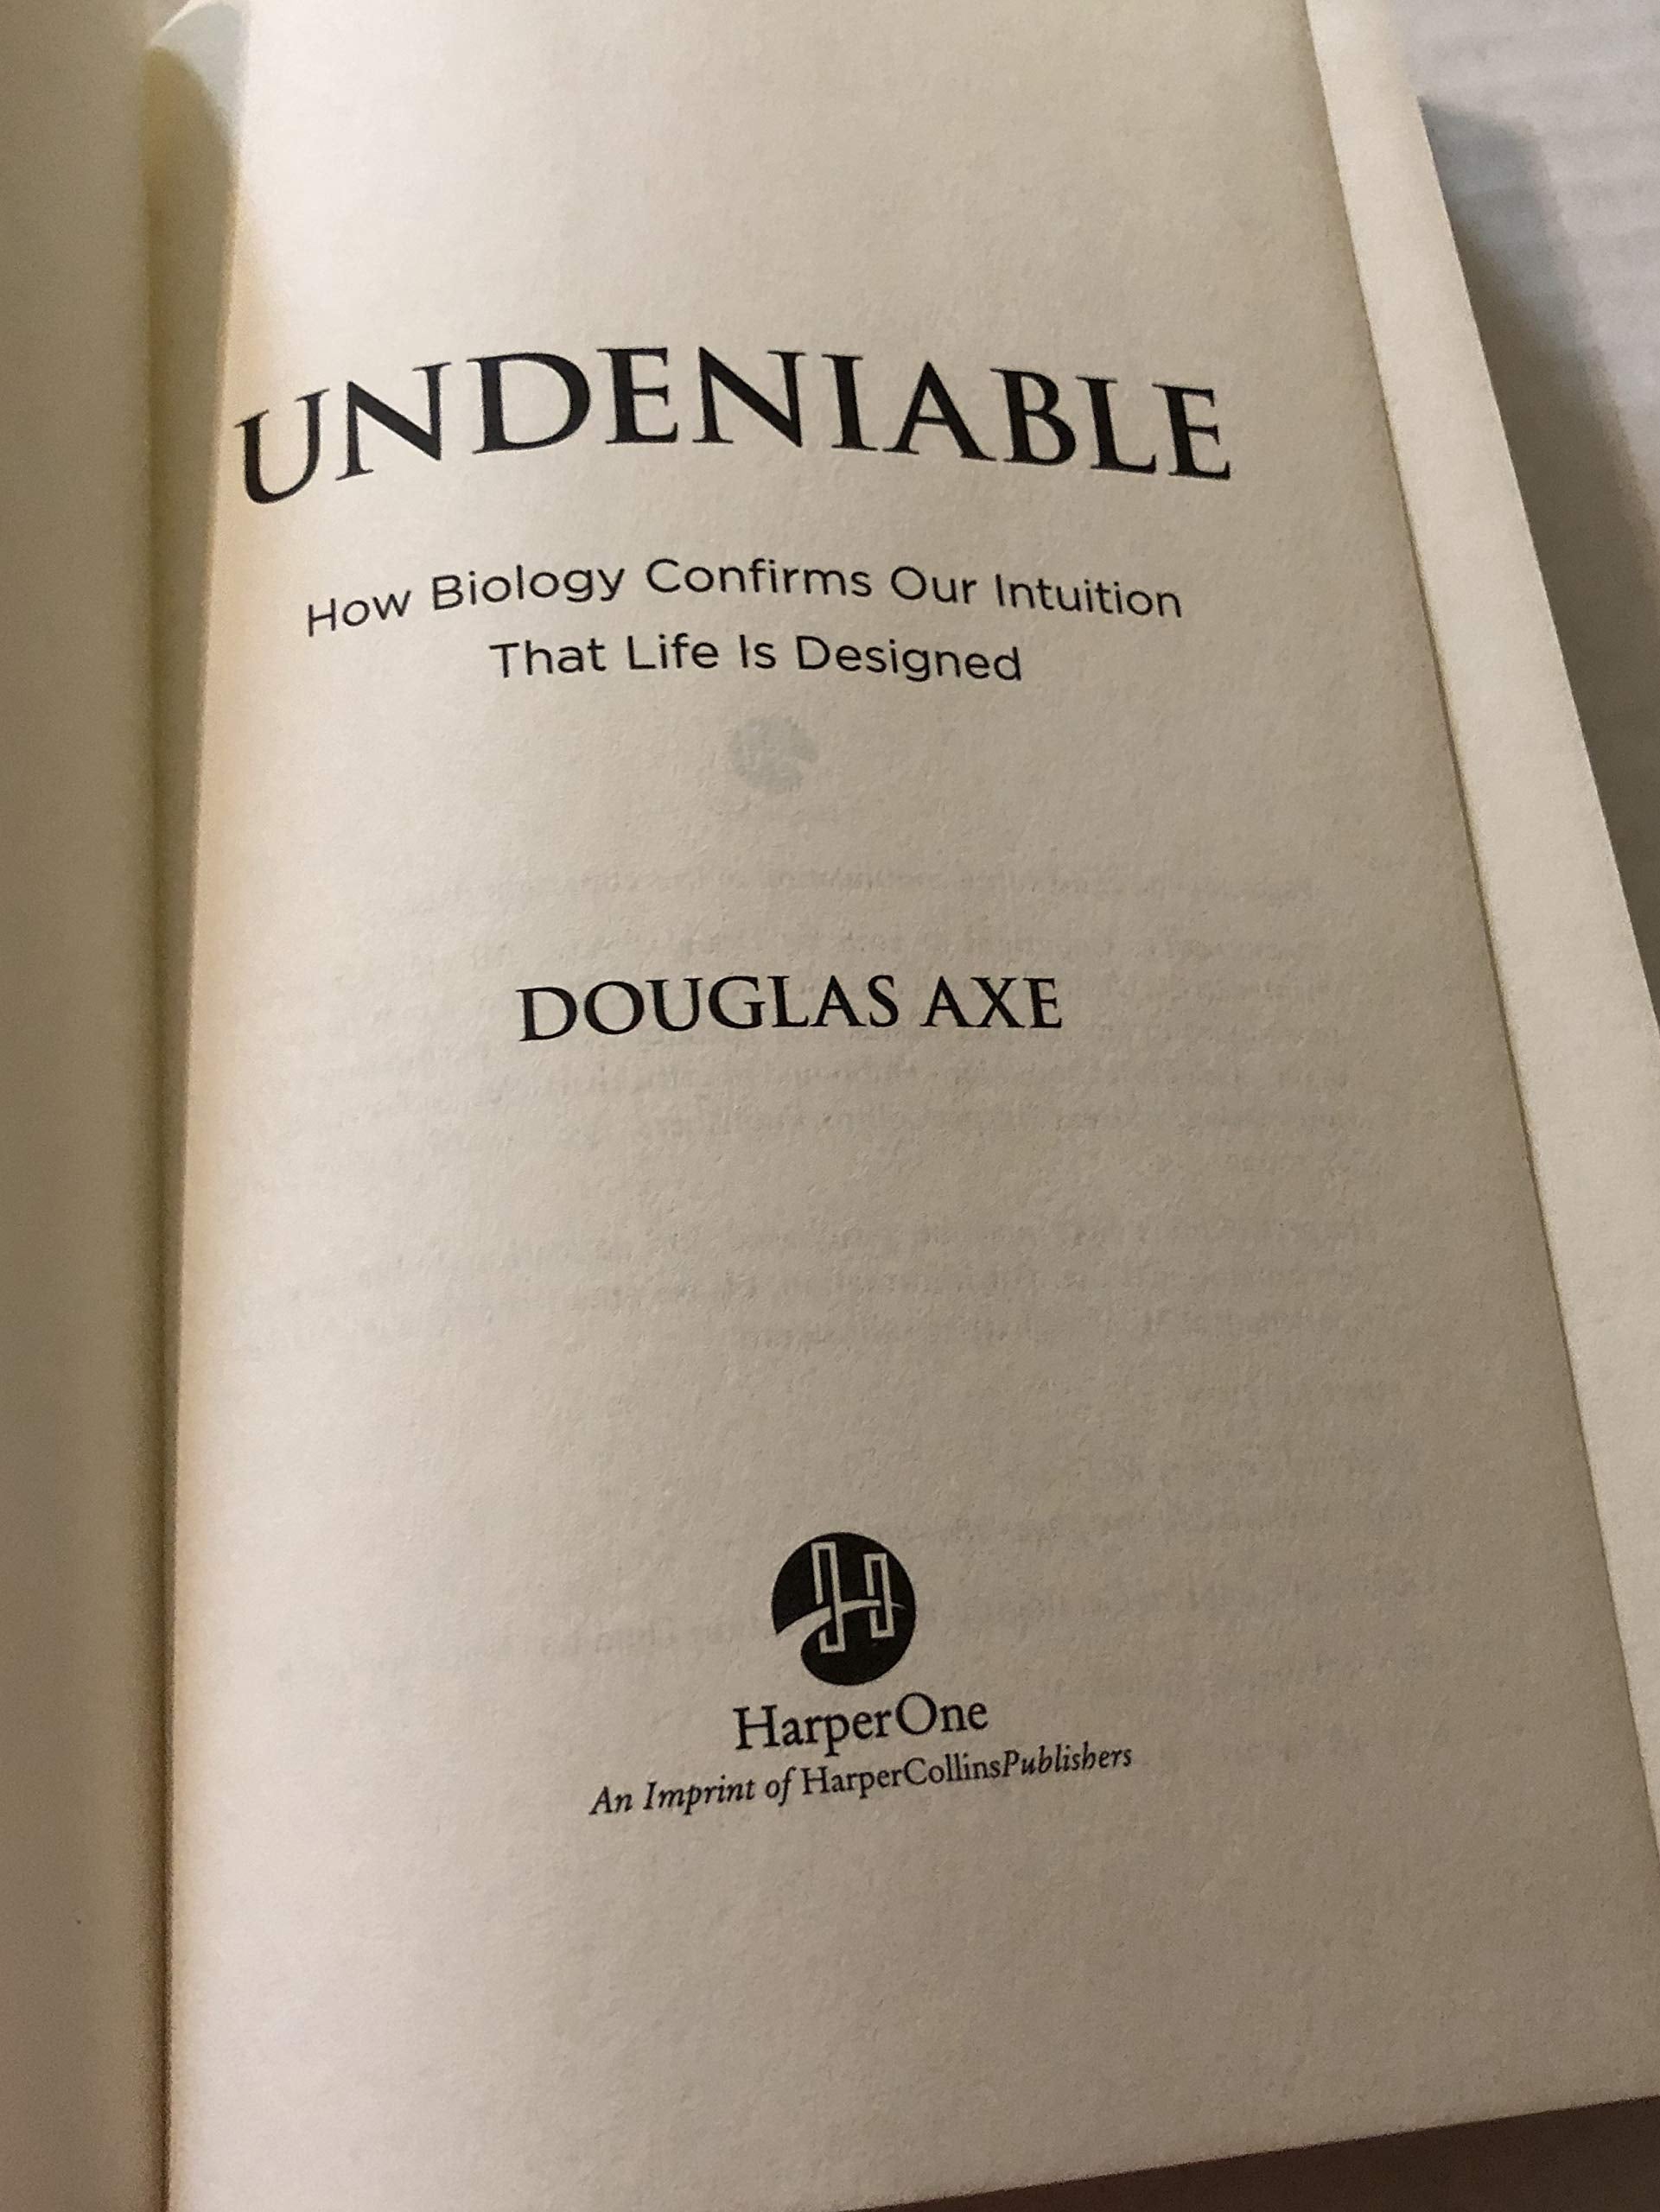 UNDENIABLE
How Biology Confirms Our Intuition
That Life Is Designed
DOUGLAS AXE
H
HarperOne
An Imprint of HarperCollinsPublishers